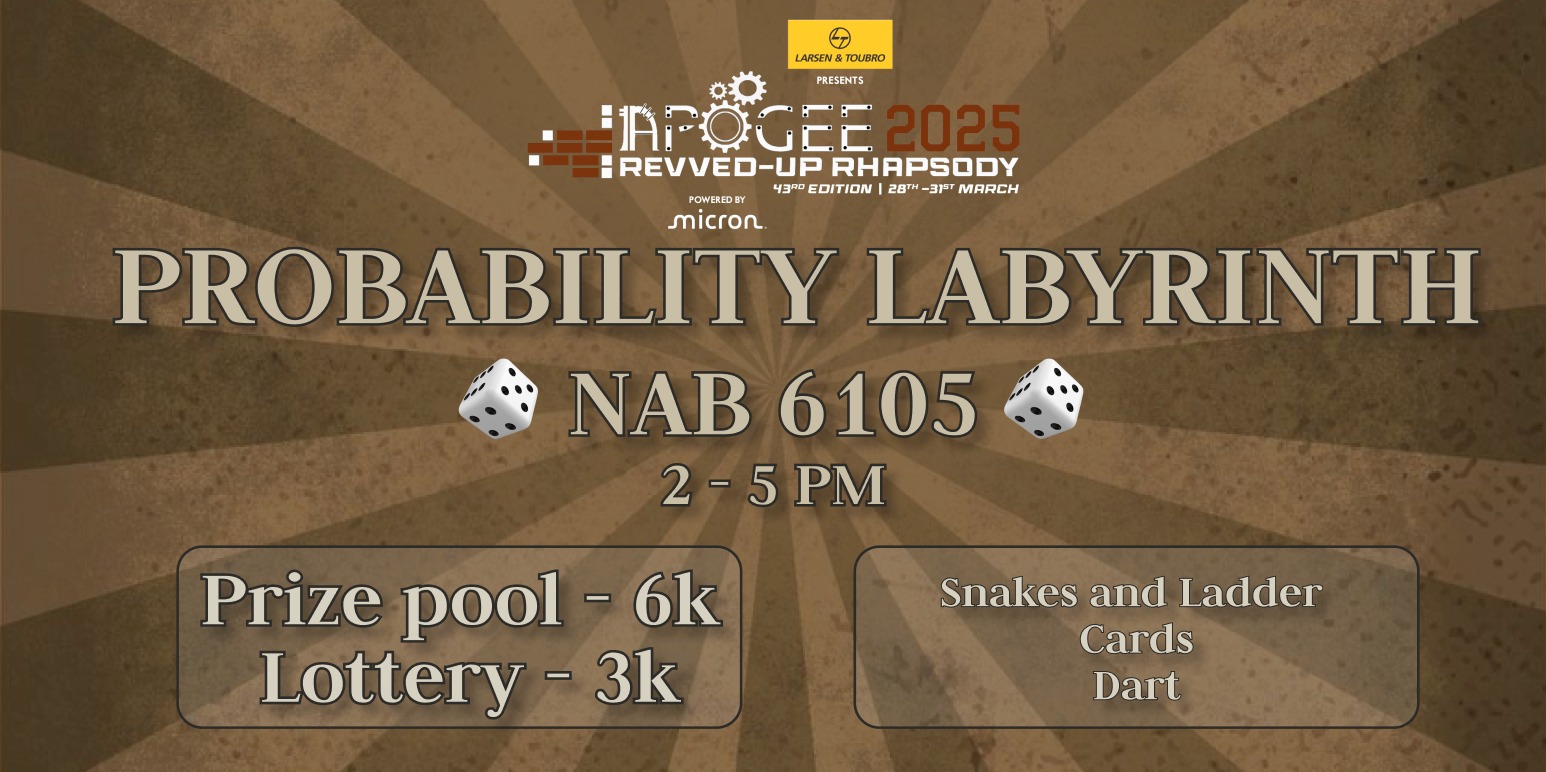 LARSEN & TOUBRO
PRESENTS
APOGEE 2025
REVVED-UP RHAPSODY
43RD EDITION | 28TH -31ST MARCH
POWERED BY
micron
PROBABILITY LABYRINTH
NAB 6105
2 - 5 PM
Prize pool - 6k
Lottery - 3k
Snakes and Ladder
Cards
Dart